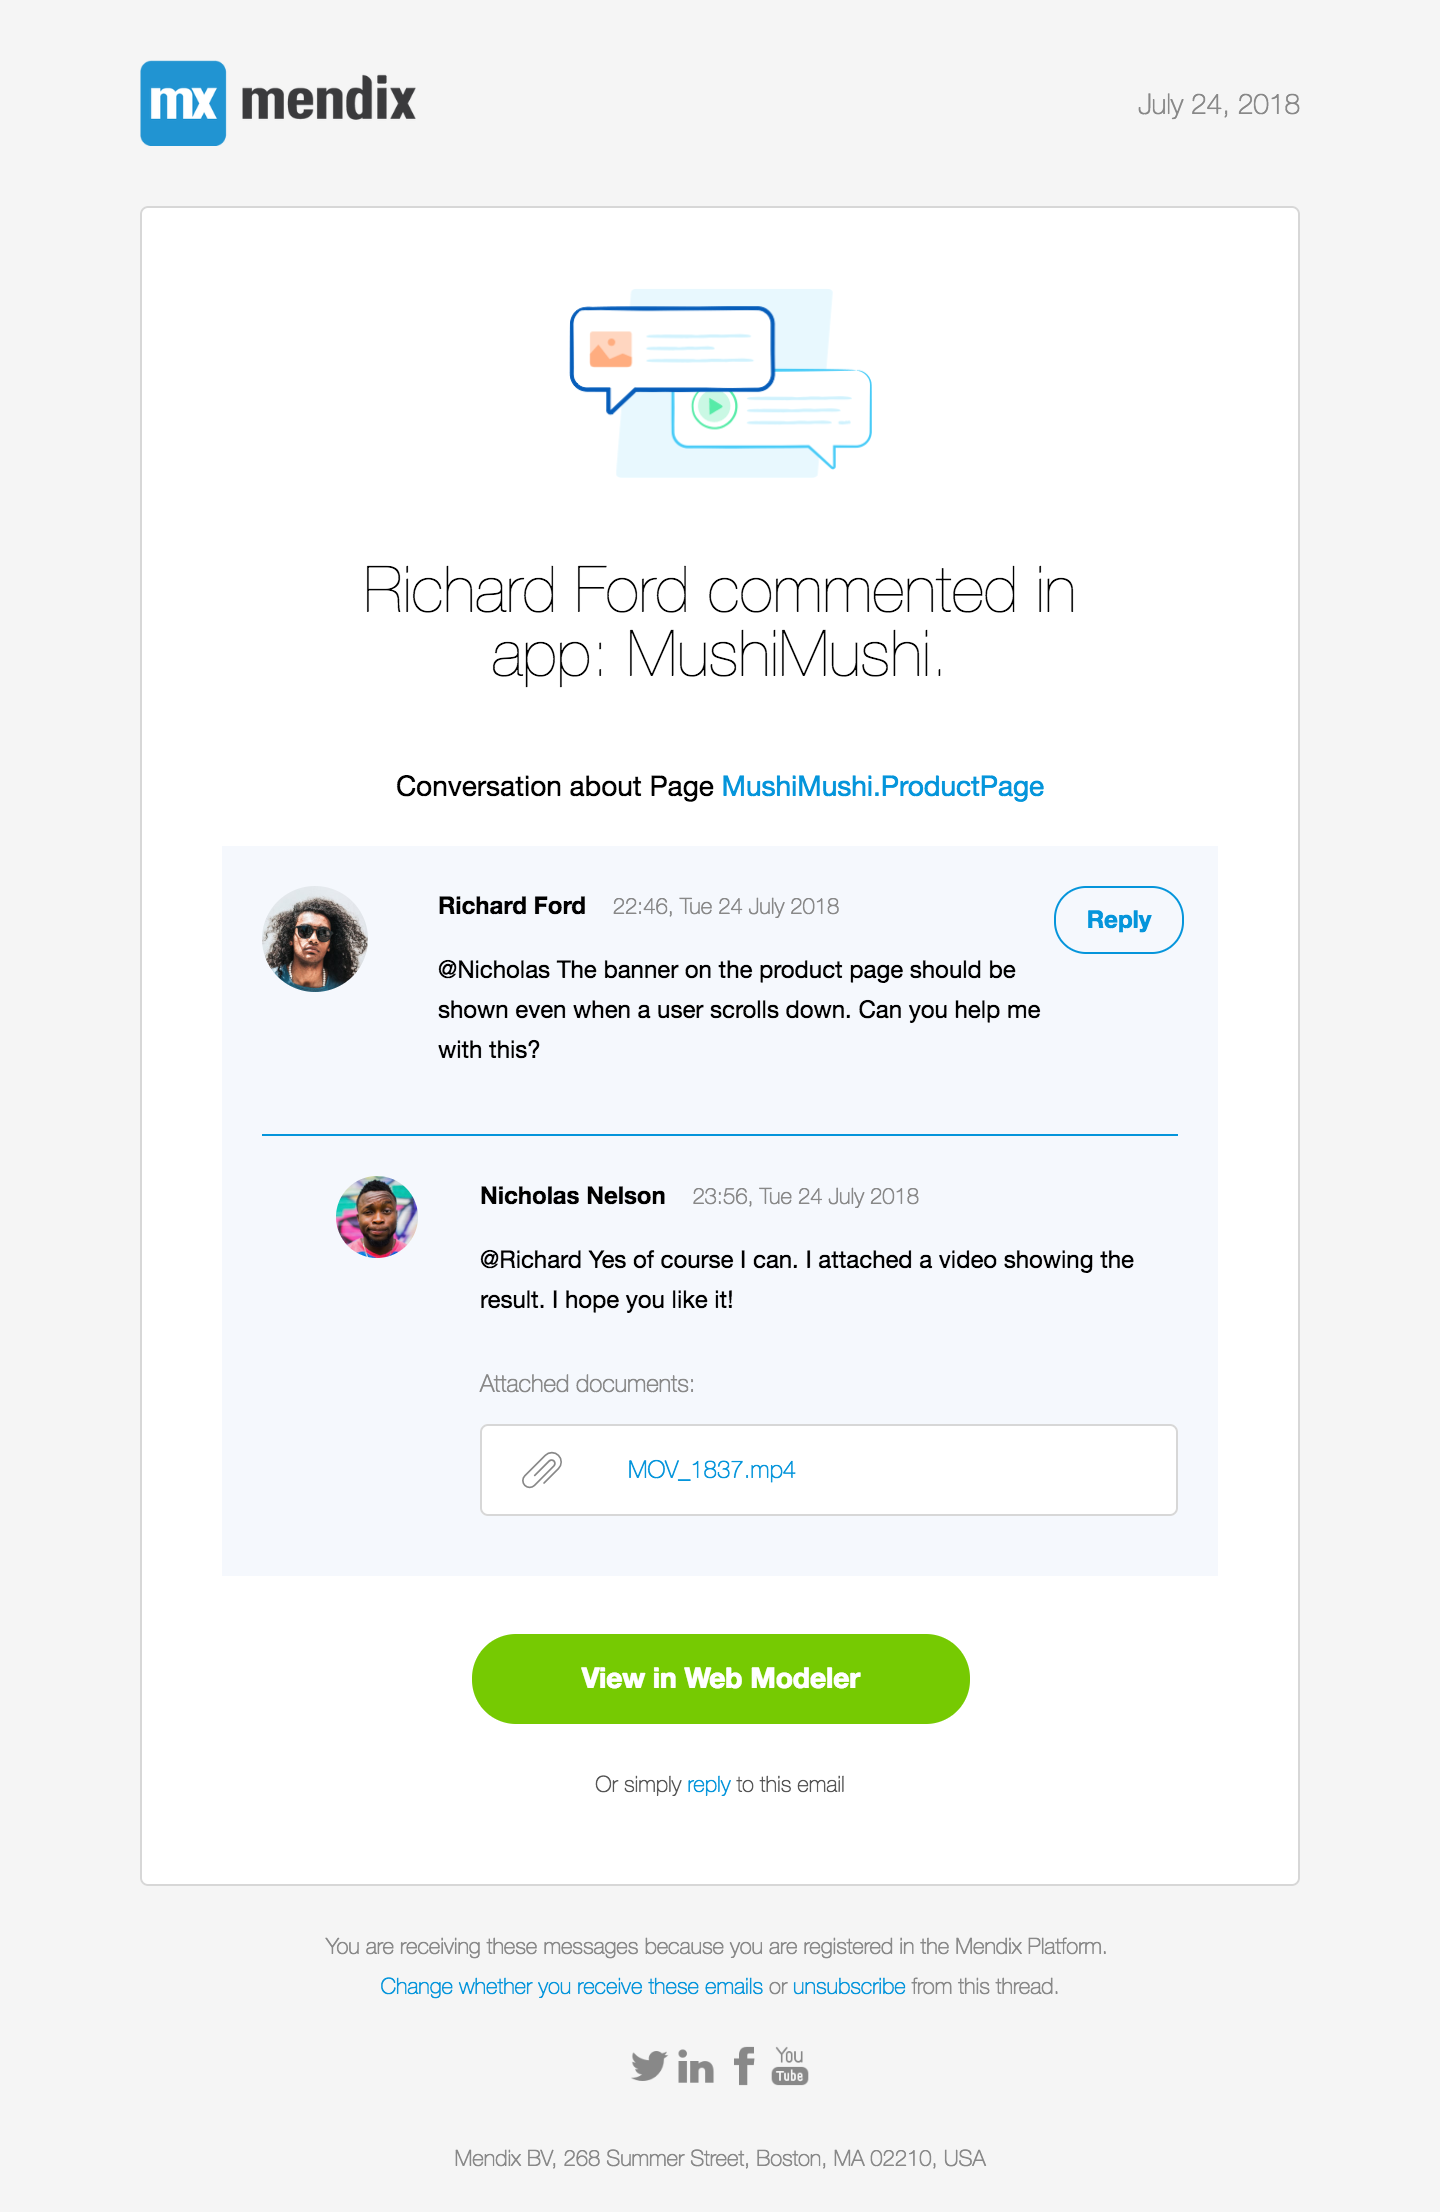 mx mendix
July 24, 2018
Richard Ford commented in
app: MushiMushi.
Conversation about Page MushiMushi.ProductPage
Richard Ford 22:46, Tue 24 July 2018
Reply
@Nicholas The banner on the product page should be
shown even when a user scrolls down. Can you help me
with this?
Nicholas Nelson 23:56, Tue 24 July 2018
@Richard Yes of course I can. I attached a video showing the
result. I hope you like it!
Attached documents:
MOV_1837.mp4
View in Web Modeler
Or simply reply to this email
You are receiving these messages because you are registered in the Mendix Platform.
Change whether you receive these emails or unsubscribe from this thread.
in f You Tube
Mendix BV, 268 Summer Street, Boston, MA 02210, USA